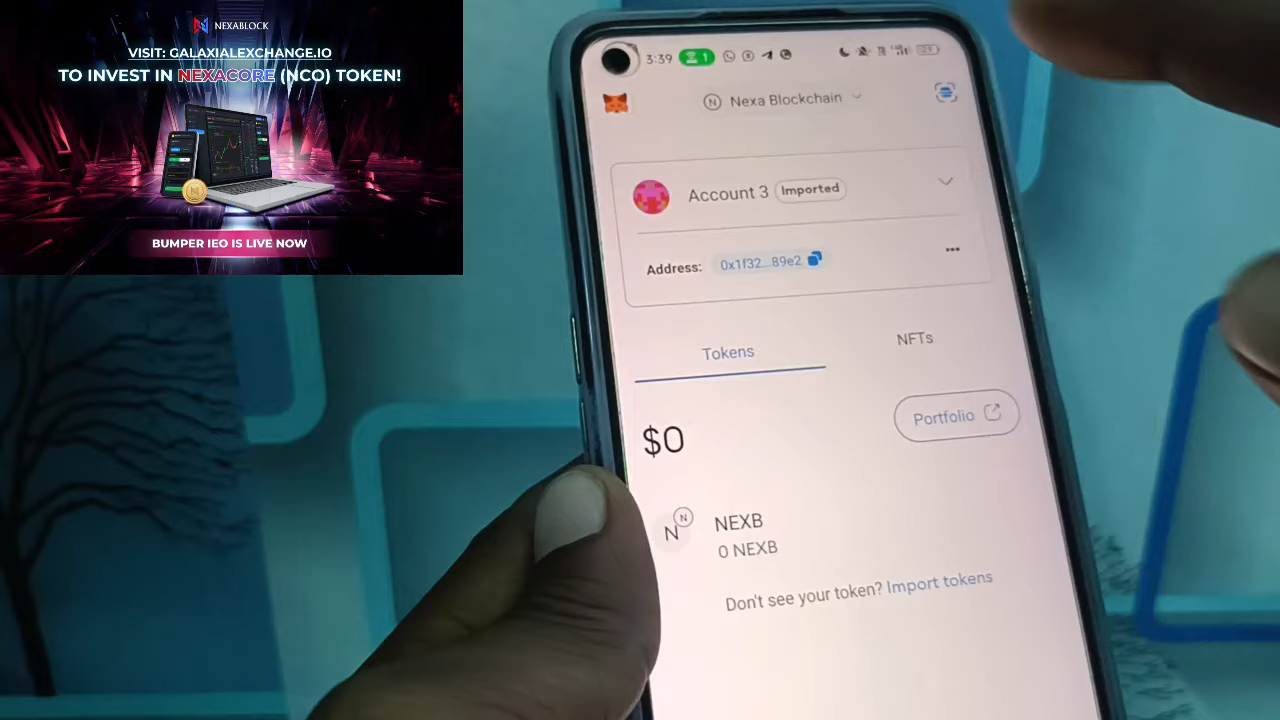 NEXABLOCK
VISIT: GALAXIALEXCHANGE.IO
TO INVEST IN NEXACORE (NCO) TOKEN!
BUMPER IEO IS LIVE NOW
3:39
1
N Nexa Blockchain
Account 3 Imported
Address: 0x1f32...89e2
Tokens
NFTs
$0
Portfolio
N
N
NEXB
0 NEXB
Don't see your token? Import tokens